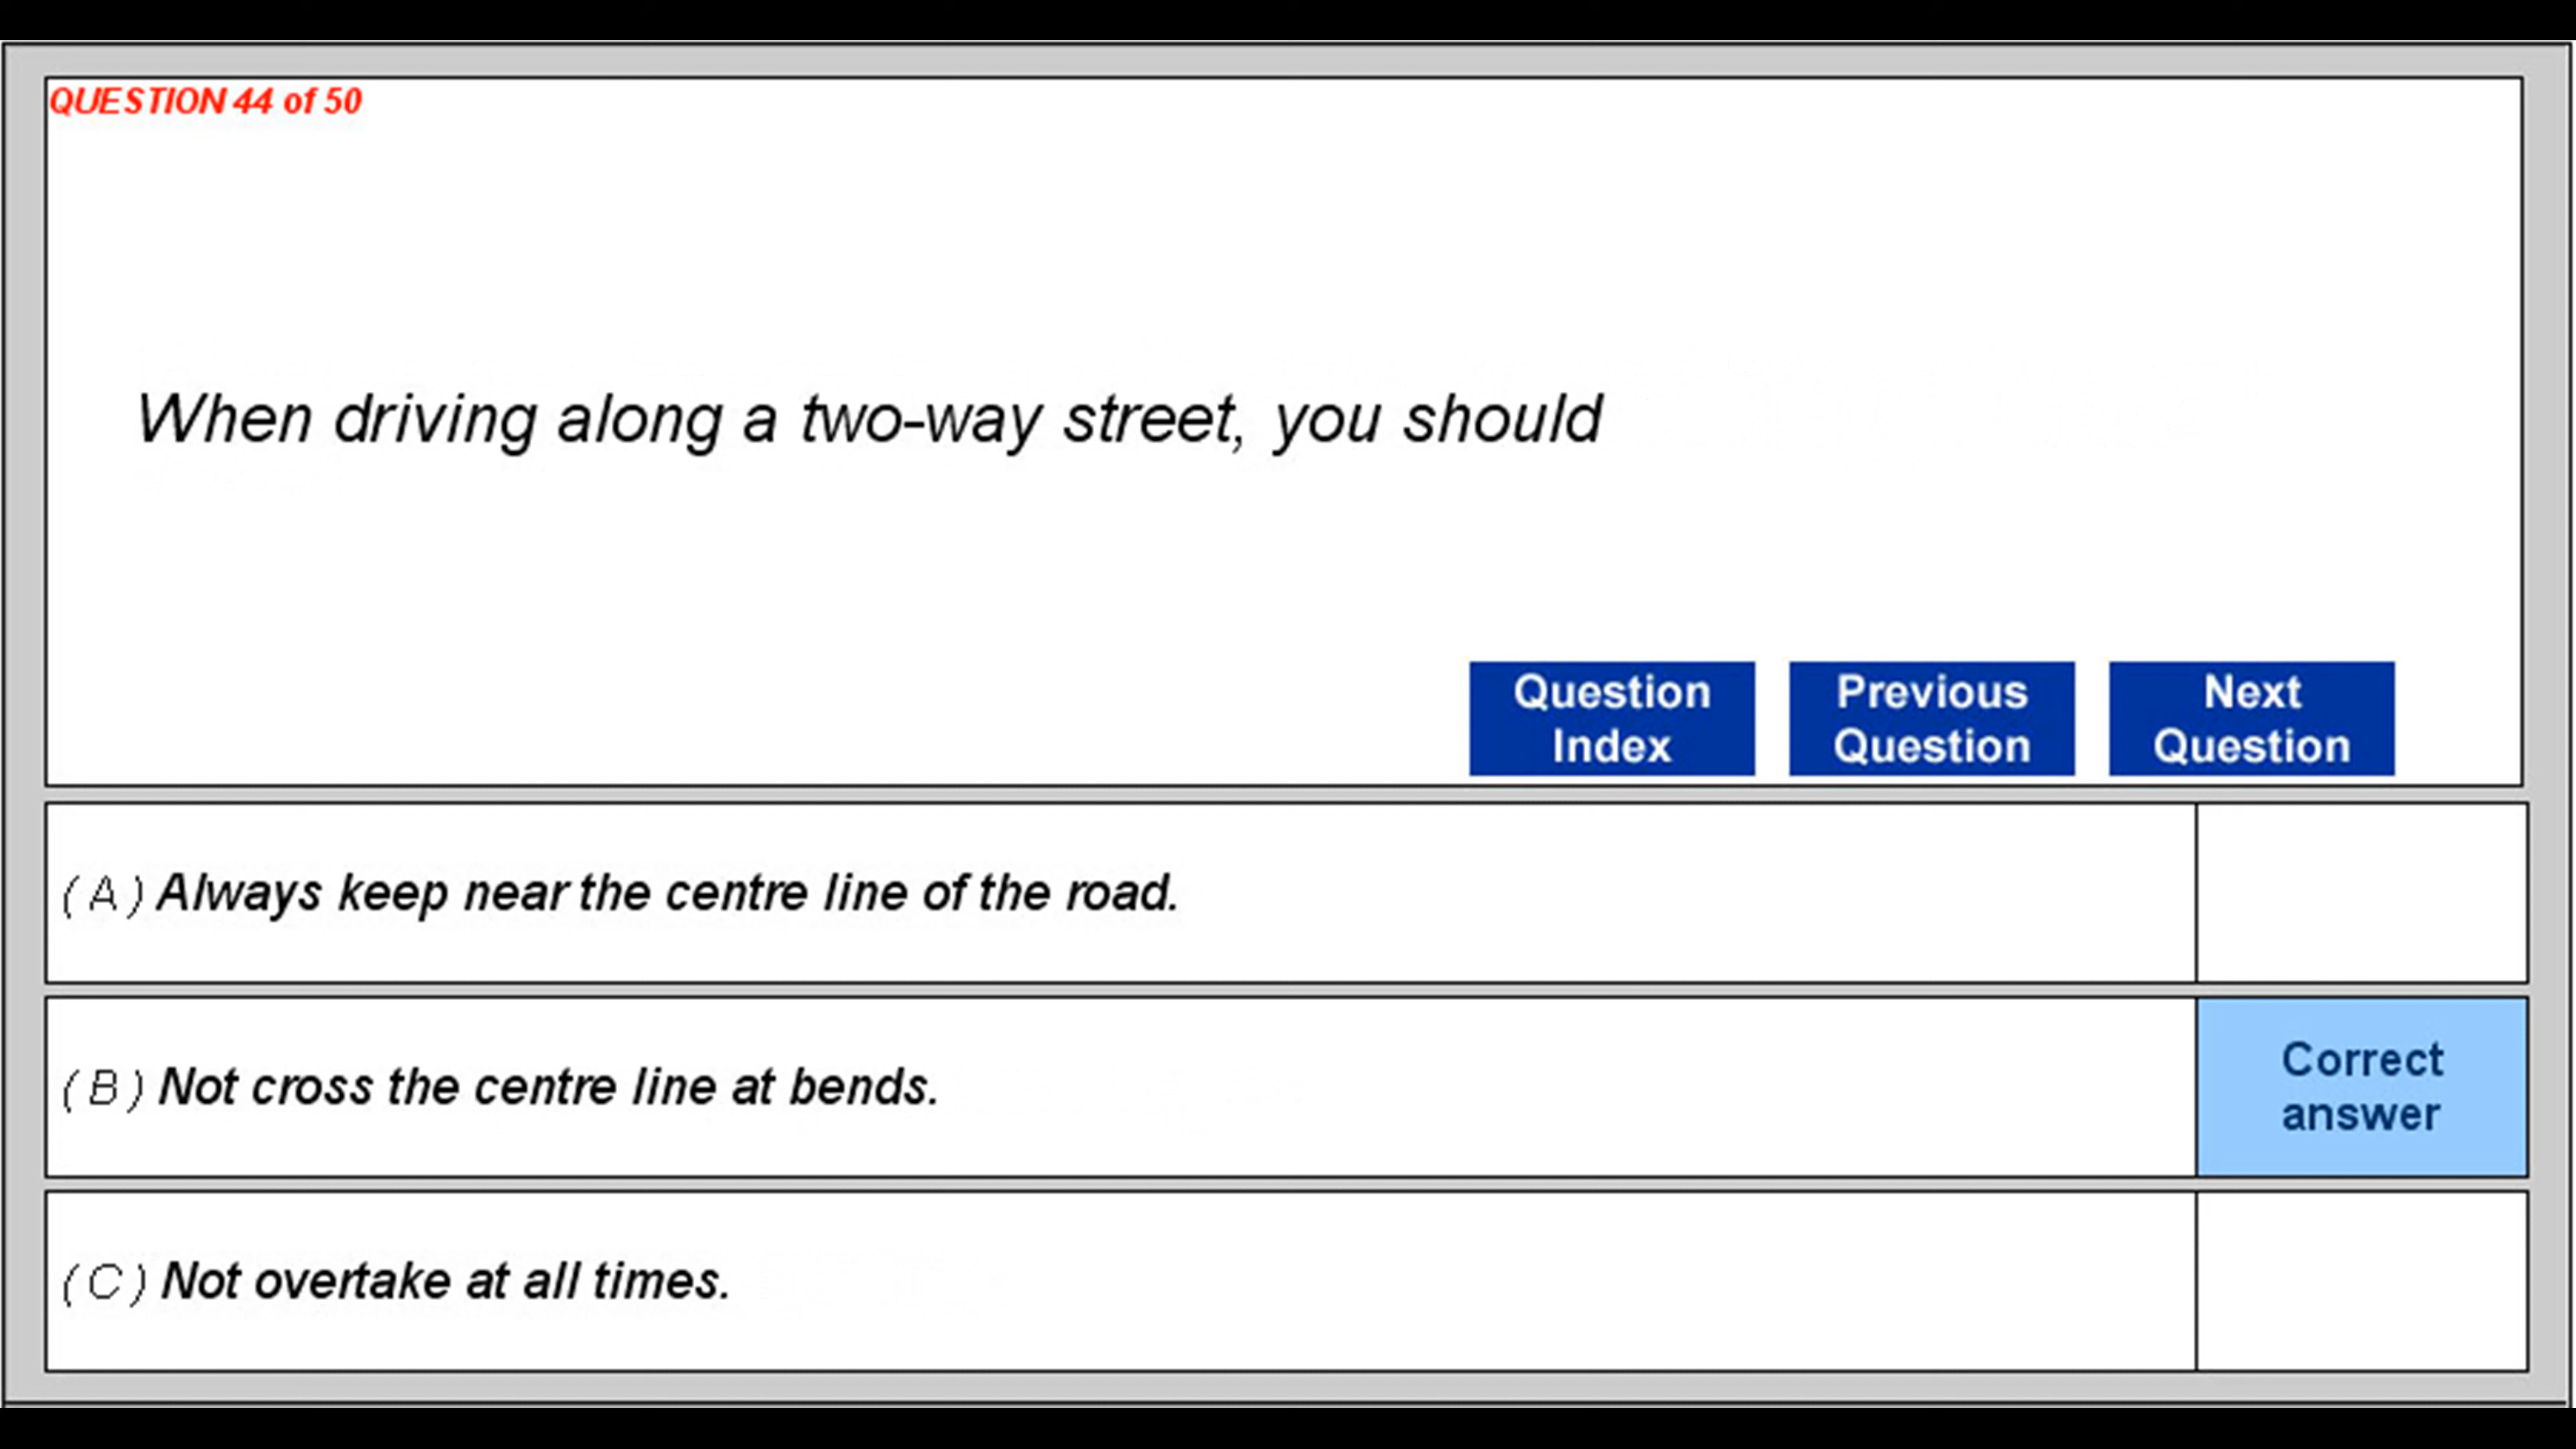 QUESTION 44 of 50
When driving along a two-way street, you should
Question
Index
Previous
Question
Next
Question
(A) Always keep near the centre line of the road.
(B) Not cross the centre line at bends.
Correct
answer
(C) Not overtake at all times.